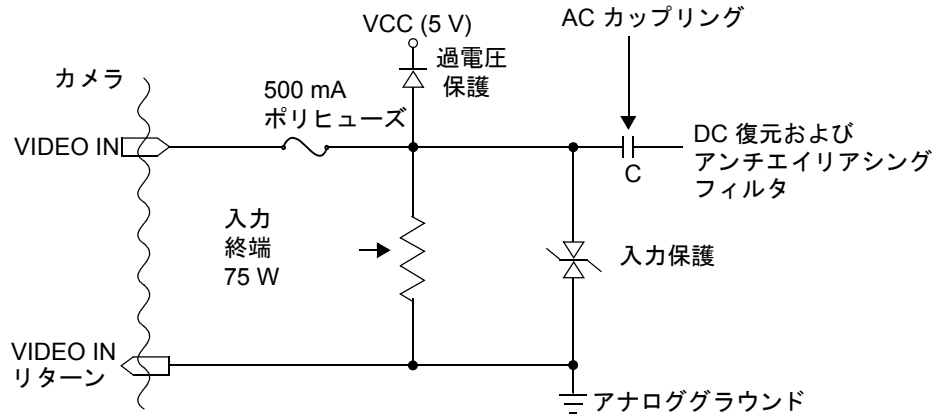 AC カップリング
VCC (5 V)
過電圧
保護
カメラ
500 mA
ポリヒューズ
VIDEO IN
DC 復元および
アンチエイリアシング
フィルタ
C
入力
終端
75 W
入力保護
VIDEO IN
リターン
アナロググラウンド